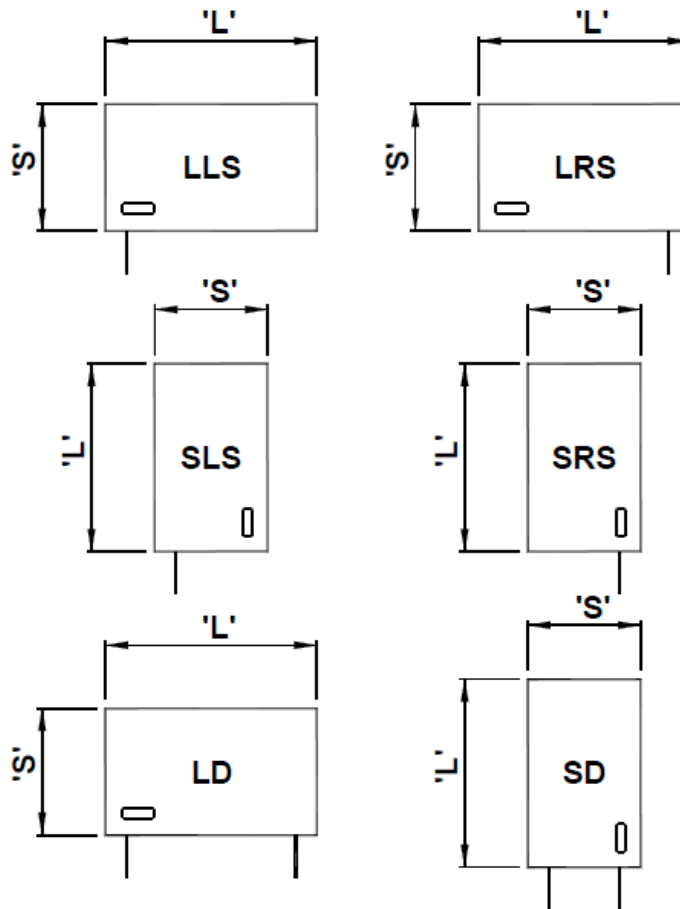 'L' 'L'
'S' LLS 'S' LRS
'S' 'S'
'L' SLS 'L' SRS
'L' 'S'
'S' LD 'L' SD